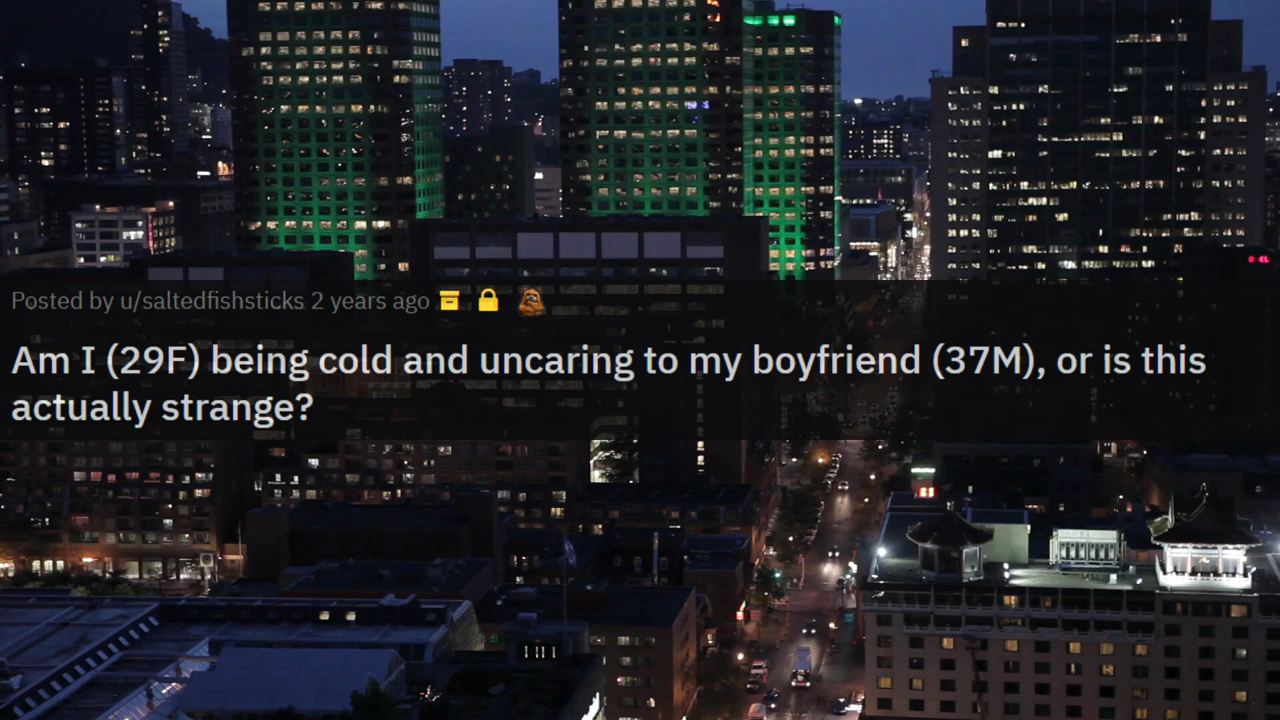 Posted by u/saltedfishsticks 2 years ago
Am I (29F) being cold and uncaring to my boyfriend (37M), or is this
actually strange?